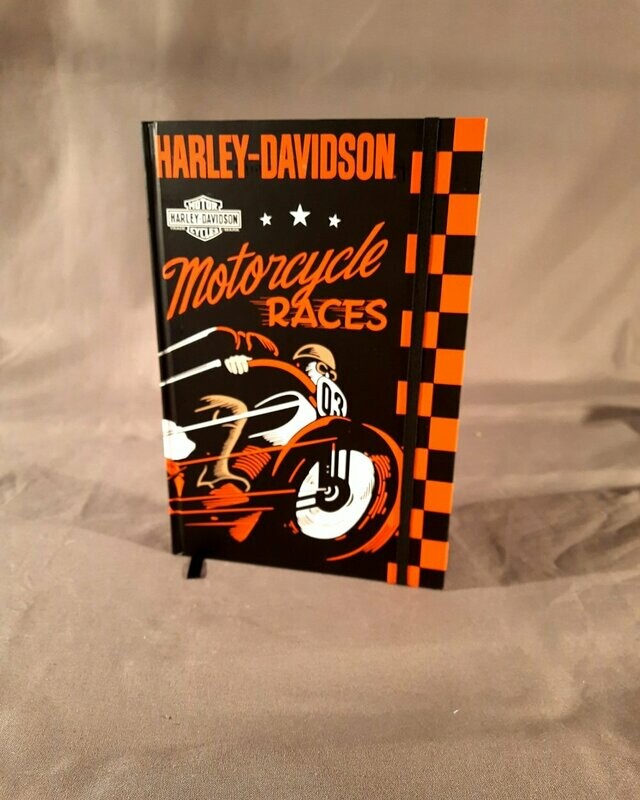 HARLEY-DAVIDSON
MOTOR
HARLEY-DAVIDSON
CYCLES
Motorcycle
RACES
03